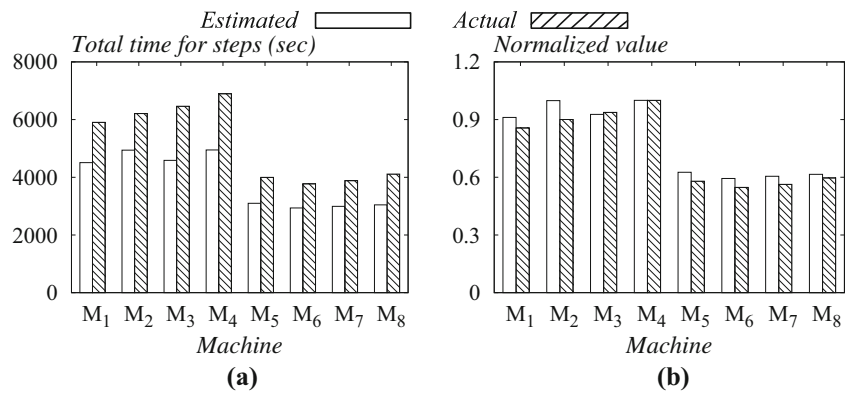 Estimated Actual
Total time for steps (sec)
8000
6000
4000
2000
0
M1 M2 M3 M4 M5 M6 M7 M8
Machine
(a)
Normalized value
1.2
0.9
0.6
0.3
0
M1 M2 M3 M4 M5 M6 M7 M8
Machine
(b)